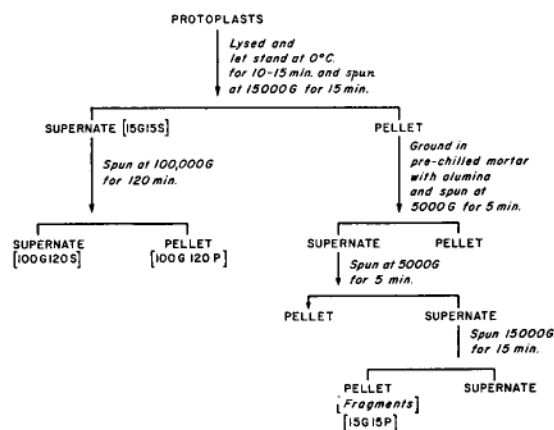 PROTOPLASTS
Lysed and
let stand at 0°C.
for 10-15 min. and spun
at 15000G for 15 min.
SUPERNATE [15G15S]
PELLET
Spun at 100,000G
for 120 min.
Ground in
pre-chilled mortar
with alumina
and spun at
5000G for 5 min.
SUPERNATE
[100G120S]
PELLET
[100G120P]
SUPERNATE
PELLET
Spun at 5000G
for 5 min.
PELLET
SUPERNATE
Spun 15000G
for 15 min.
PELLET
[Fragments]
[15G15P]
SUPERNATE